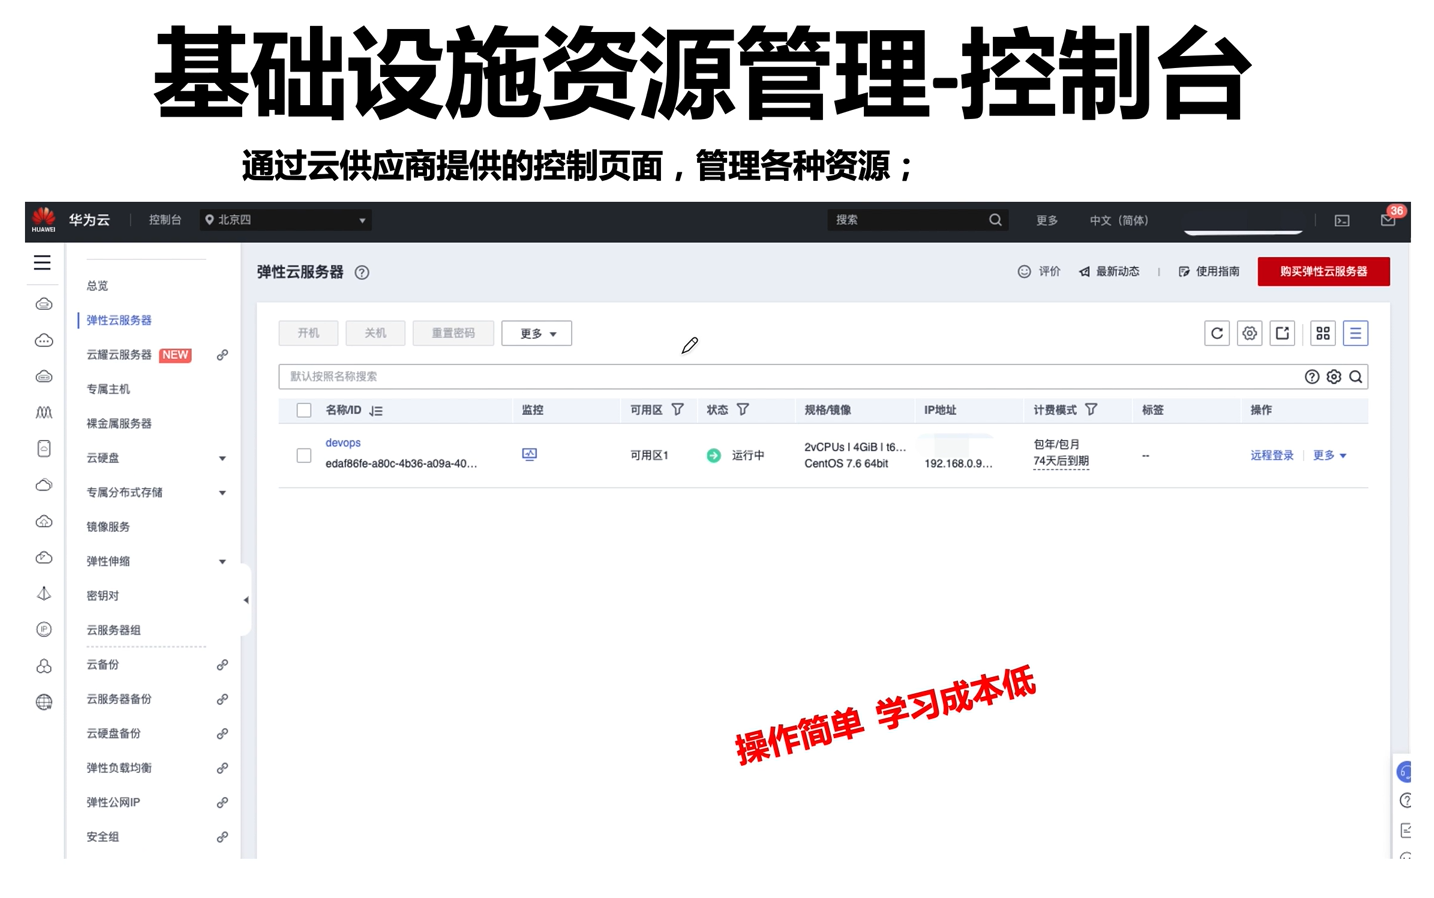 基础设施资源管理-控制台
通过云供应商提供的控制页面，管理各种资源；
HUAWEI 华为云 控制台 北京四 搜索 更多 中文（简体） 36
弹性云服务器 评价 最新动态 使用指南 购买弹性云服务器
总览
弹性云服务器
云耀云服务器 NEW
专属主机
裸金属服务器
云硬盘
专属分布式存储
镜像服务
弹性伸缩
密钥对
云服务器组
云备份
云服务器备份
云硬盘备份
弹性负载均衡
弹性公网IP
安全组
开机 关机 重置密码 更多
默认按照名称搜索
名称/ID 监控 可用区 状态 规格/镜像 IP地址 计费模式 标签 操作
devops
edaf86fe-a80c-4b36-a09a-40...
可用区1 运行中
2vCPUs | 4GiB | t6...
CentOS 7.6 64bit
192.168.0.9...
包年/包月
74天后到期
--
远程登录 更多
操作简单 学习成本低